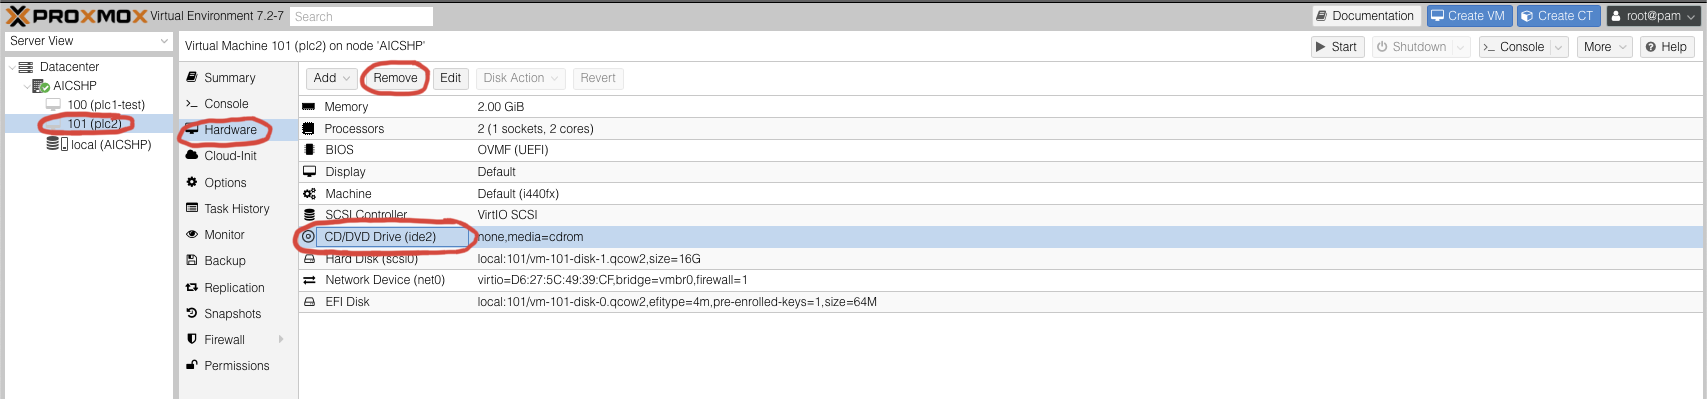 PROXMOX Virtual Environment 7.2-7 Search Documentation Create VM Create CT root@pam
Server View
Virtual Machine 101 (plc2) on node 'AICSHP' Start Shutdown Console More Help
Datacenter
AICSHP
100 (plc1-test)
101 (plc2)
local (AICSHP)
Summary
Console
Hardware
Cloud-Init
Options
Task History
Monitor
Backup
Replication
Snapshots
Firewall
Permissions
Add Remove Edit Disk Action Revert
Memory 2.00 GiB
Processors 2 (1 sockets, 2 cores)
BIOS OVMF (UEFI)
Display Default
Machine Default (i440fx)
SCSI Controller VirtIO SCSI
CD/DVD Drive (ide2) none,media=cdrom
Hard Disk (scsi0) local:101/vm-101-disk-1.qcow2,size=16G
Network Device (net0) virtio=D6:27:5C:49:39:CF,bridge=vmbr0,firewall=1
EFI Disk local:101/vm-101-disk-0.qcow2,efitype=4m,pre-enrolled-keys=1,size=64M